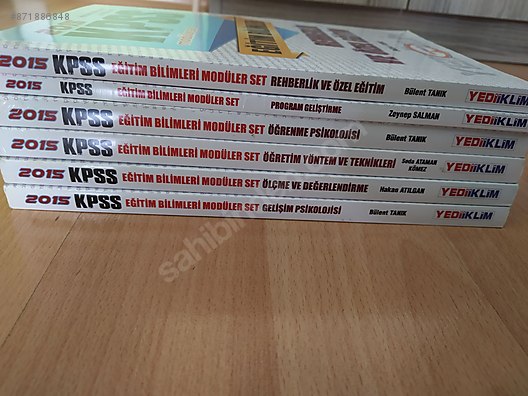 #871886848
2015 KPSS EĞİTİM BİLİMLERİ MODÜLER SET REHBERLİK VE ÖZEL EĞİTİM Bülent TANIK YEDİİKLİM
2015 KPSS EĞİTİM BİLİMLERİ MODÜLER SET PROGRAM GELİŞTİRME Zeynep SALMAN YEDİİKLİM
2015 KPSS EĞİTİM BİLİMLERİ MODÜLER SET ÖĞRENME PSİKOLOJİSİ Bülent TANIK YEDİİKLİM
2015 KPSS EĞİTİM BİLİMLERİ MODÜLER SET ÖĞRETİM YÖNTEM VE TEKNİKLERİ Seda ATAMAN KÖMEZ YEDİİKLİM
2015 KPSS EĞİTİM BİLİMLERİ MODÜLER SET ÖLÇME VE DEĞERLENDİRME Hakan ATILGAN YEDİİKLİM
2015 KPSS EĞİTİM BİLİMLERİ MODÜLER SET GELİŞİM PSİKOLOJİSİ Bülent TANIK YEDİİKLİM